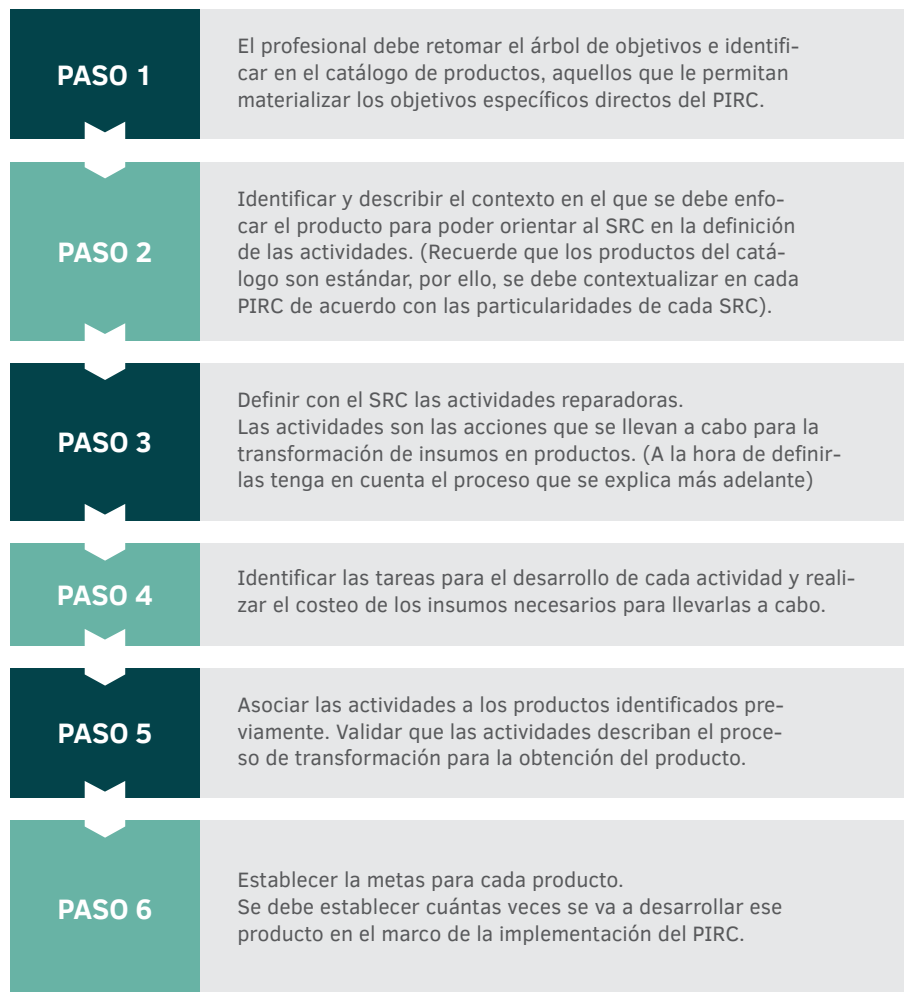 PASO 1
El profesional debe retomar el árbol de objetivos e identifi-
car en el catálogo de productos, aquellos que le permitan
materializar los objetivos específicos directos del PIRC.
PASO 2
Identificar y describir el contexto en el que se debe enfo-
car el producto para poder orientar al SRC en la definición
de las actividades. (Recuerde que los productos del catá-
logo son estándar, por ello, se debe contextualizar en cada
PIRC de acuerdo con las particularidades de cada SRC).
PASO 3
Definir con el SRC las actividades reparadoras.
Las actividades son las acciones que se llevan a cabo para la
transformación de insumos en productos. (A la hora de definir-
las tenga en cuenta el proceso que se explica más adelante)
PASO 4
Identificar las tareas para el desarrollo de cada actividad y reali-
zar el costeo de los insumos necesarios para llevarlas a cabo.
PASO 5
Asociar las actividades a los productos identificados pre-
viamente. Validar que las actividades describan el proce-
so de transformación para la obtención del producto.
PASO 6
Establecer la metas para cada producto.
Se debe establecer cuántas veces se va a desarrollar ese
producto en el marco de la implementación del PIRC.